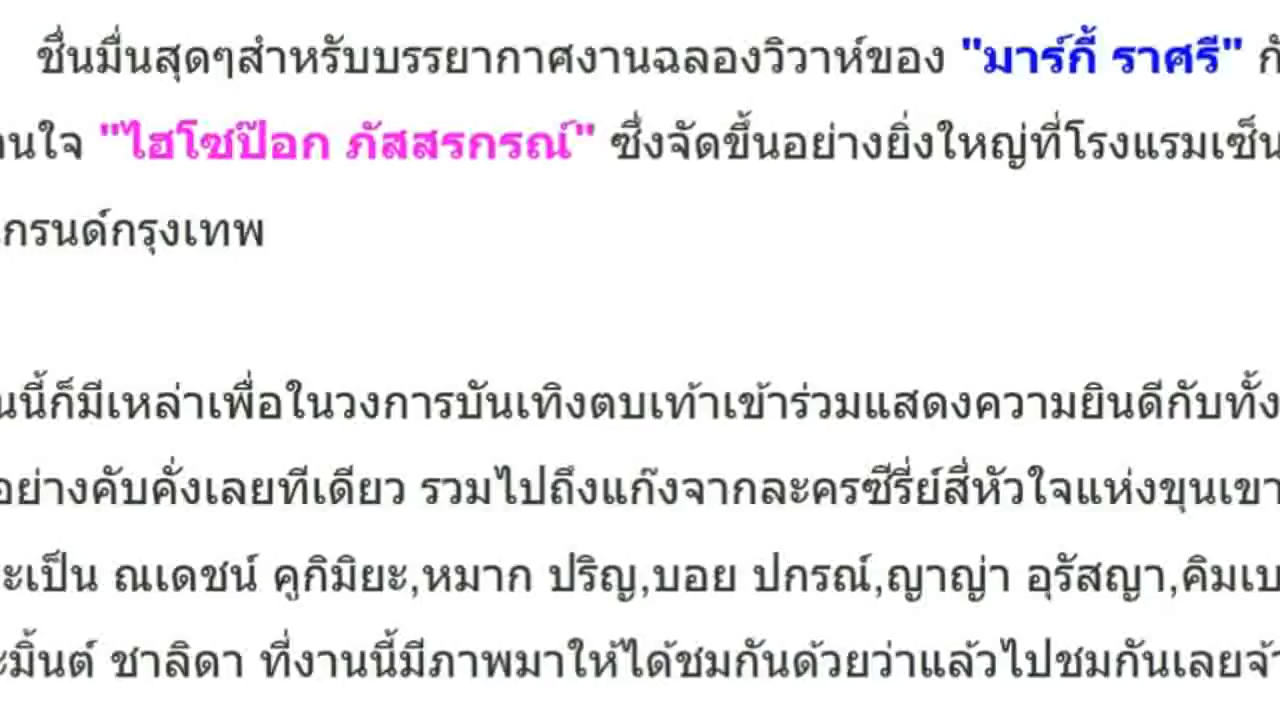 ชื่นมื่นสุดๆสำหรับบรรยากาศงานฉลองวิวาห์ของ "มาร์กี้ ราศรี" กั
านใจ "ไฮโซป๊อก ภัสสรกรณ์" ซึ่งจัดขึ้นอย่างยิ่งใหญ่ที่โรงแรมเซ็น
กรนด์กรุงเทพ
นนี้ก็มีเหล่าเพื่อในวงการบันเทิงตบเท้าเข้าร่วมแสดงความยินดีกับทั้ง
อย่างคับคั่งเลยทีเดียว รวมไปถึงแก๊งจากละครซีรี่ย์สี่หัวใจแห่งขุนเขา
ะเป็น ณเดชน์ คูกิมิยะ,หมาก ปริญ,บอย ปกรณ์,ญาญ่า อุรัสญา,คิมเบ
ะมิ้นต์ ชาลิดา ที่งานนี้มีภาพมาให้ได้ชมกันด้วยว่าแล้วไปชมกันเลยจ้า